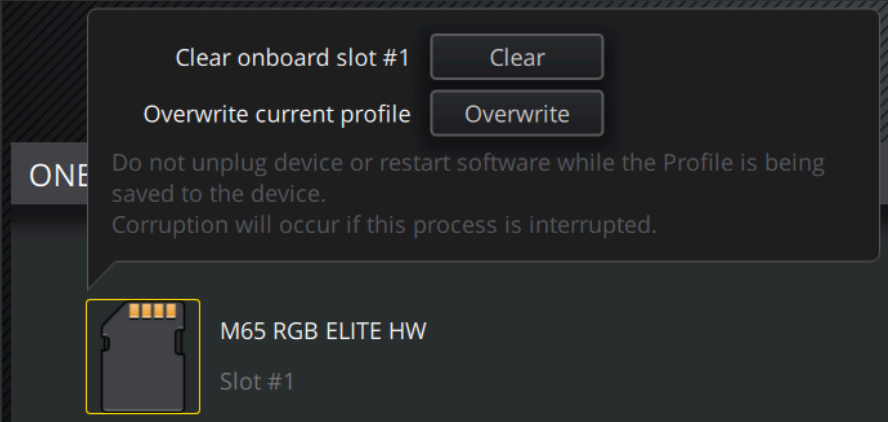 Clear onboard slot #1 Clear
Overwrite current profile Overwrite
Do not unplug device or restart software while the Profile is being
saved to the device.
Corruption will occur if this process is interrupted.
M65 RGB ELITE HW
Slot #1